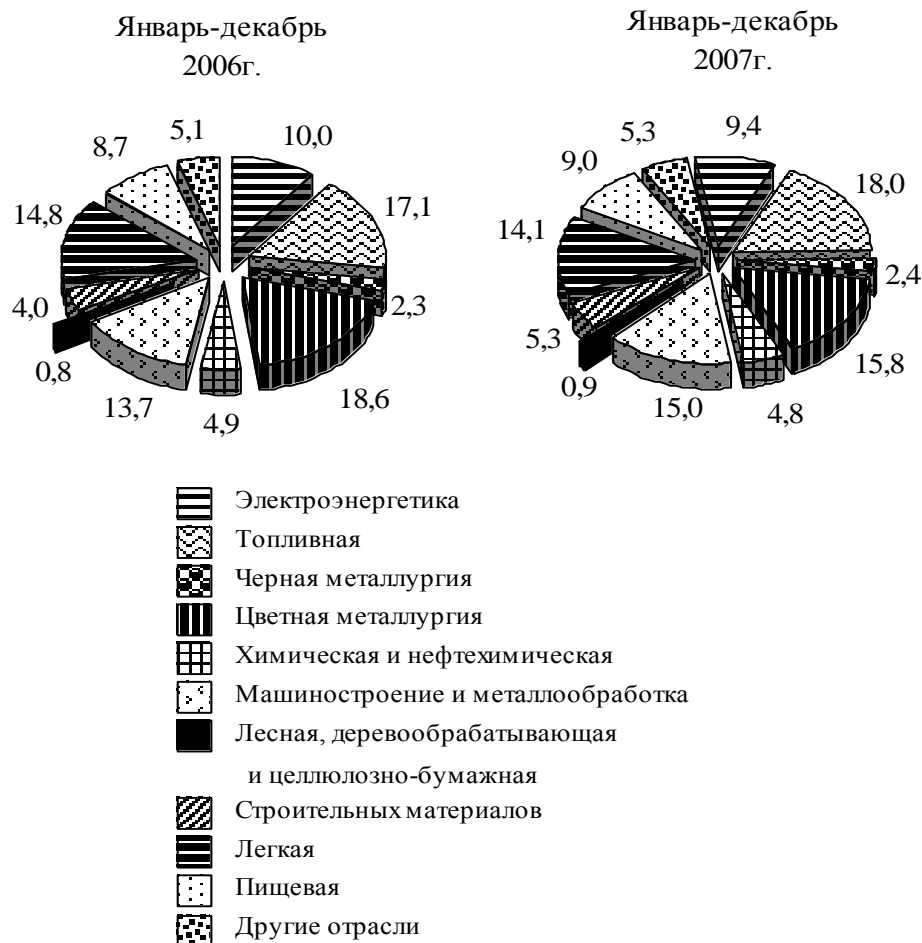 Январь-декабрь
2006г.
8,7
5,1
10,0
17,1
2,3
18,6
4,9
13,7
0,8
4,0
14,8
Январь-декабрь
2007г.
9,0
5,3
9,4
18,0
2,4
15,8
4,8
15,0
0,9
5,3
14,1
Электроэнергетика
Топливная
Черная металлургия
Цветная металлургия
Химическая и нефтехимическая
Машиностроение и металлообработка
Лесная, деревообрабатывающая
и целлюлозно-бумажная
Строительных материалов
Легкая
Пищевая
Другие отрасли